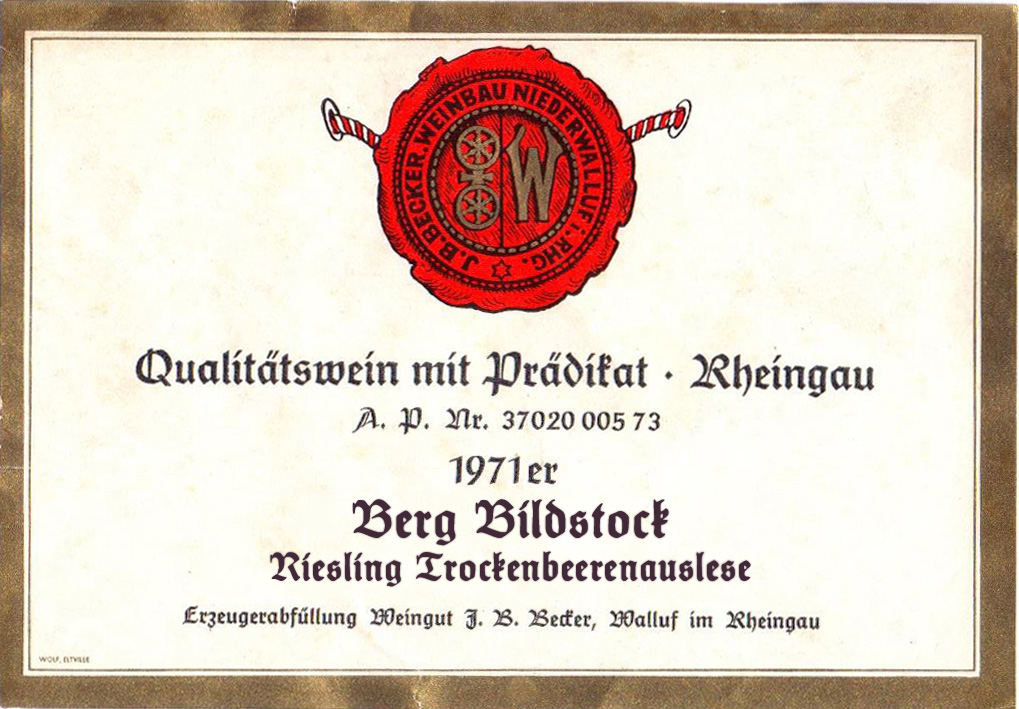 J.B. BECKER. WEINBAU NIEDERWALLUF i. RHG.
W
Qualitätswein mit Prädikat · Rheingau
A. P. Nr. 37020 005 73
1971er
Berg Bildstock
Riesling Trockenbeerenauslese
Erzeugerabfüllung Weingut J. B. Becker, Walluf im Rheingau
WOLF, ELTVILLE